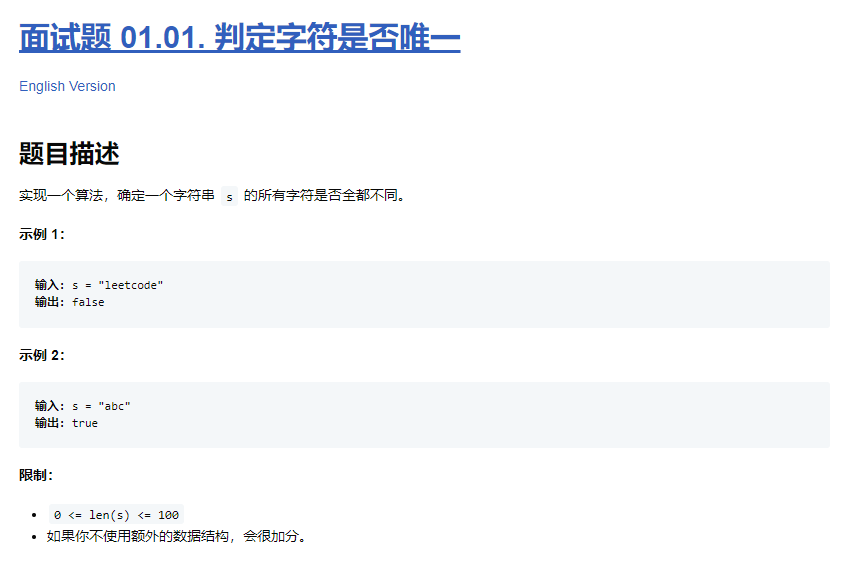 面试题 01.01. 判定字符是否唯一
English Version
题目描述
实现一个算法，确定一个字符串 s 的所有字符是否全都不同。
示例 1：
输入: s = "leetcode"
输出: false
示例 2：
输入: s = "abc"
输出: true
限制：
0 <= len(s) <= 100
如果你不使用额外的数据结构，会很加分。